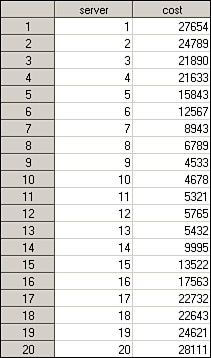 server cost
1 1 27654
2 2 24789
3 3 21890
4 4 21633
5 5 15843
6 6 12567
7 7 8943
8 8 6789
9 9 4533
10 10 4678
11 11 5321
12 12 5765
13 13 5432
14 14 9995
15 15 13522
16 16 17563
17 17 22732
18 18 22643
19 19 24621
20 20 28111